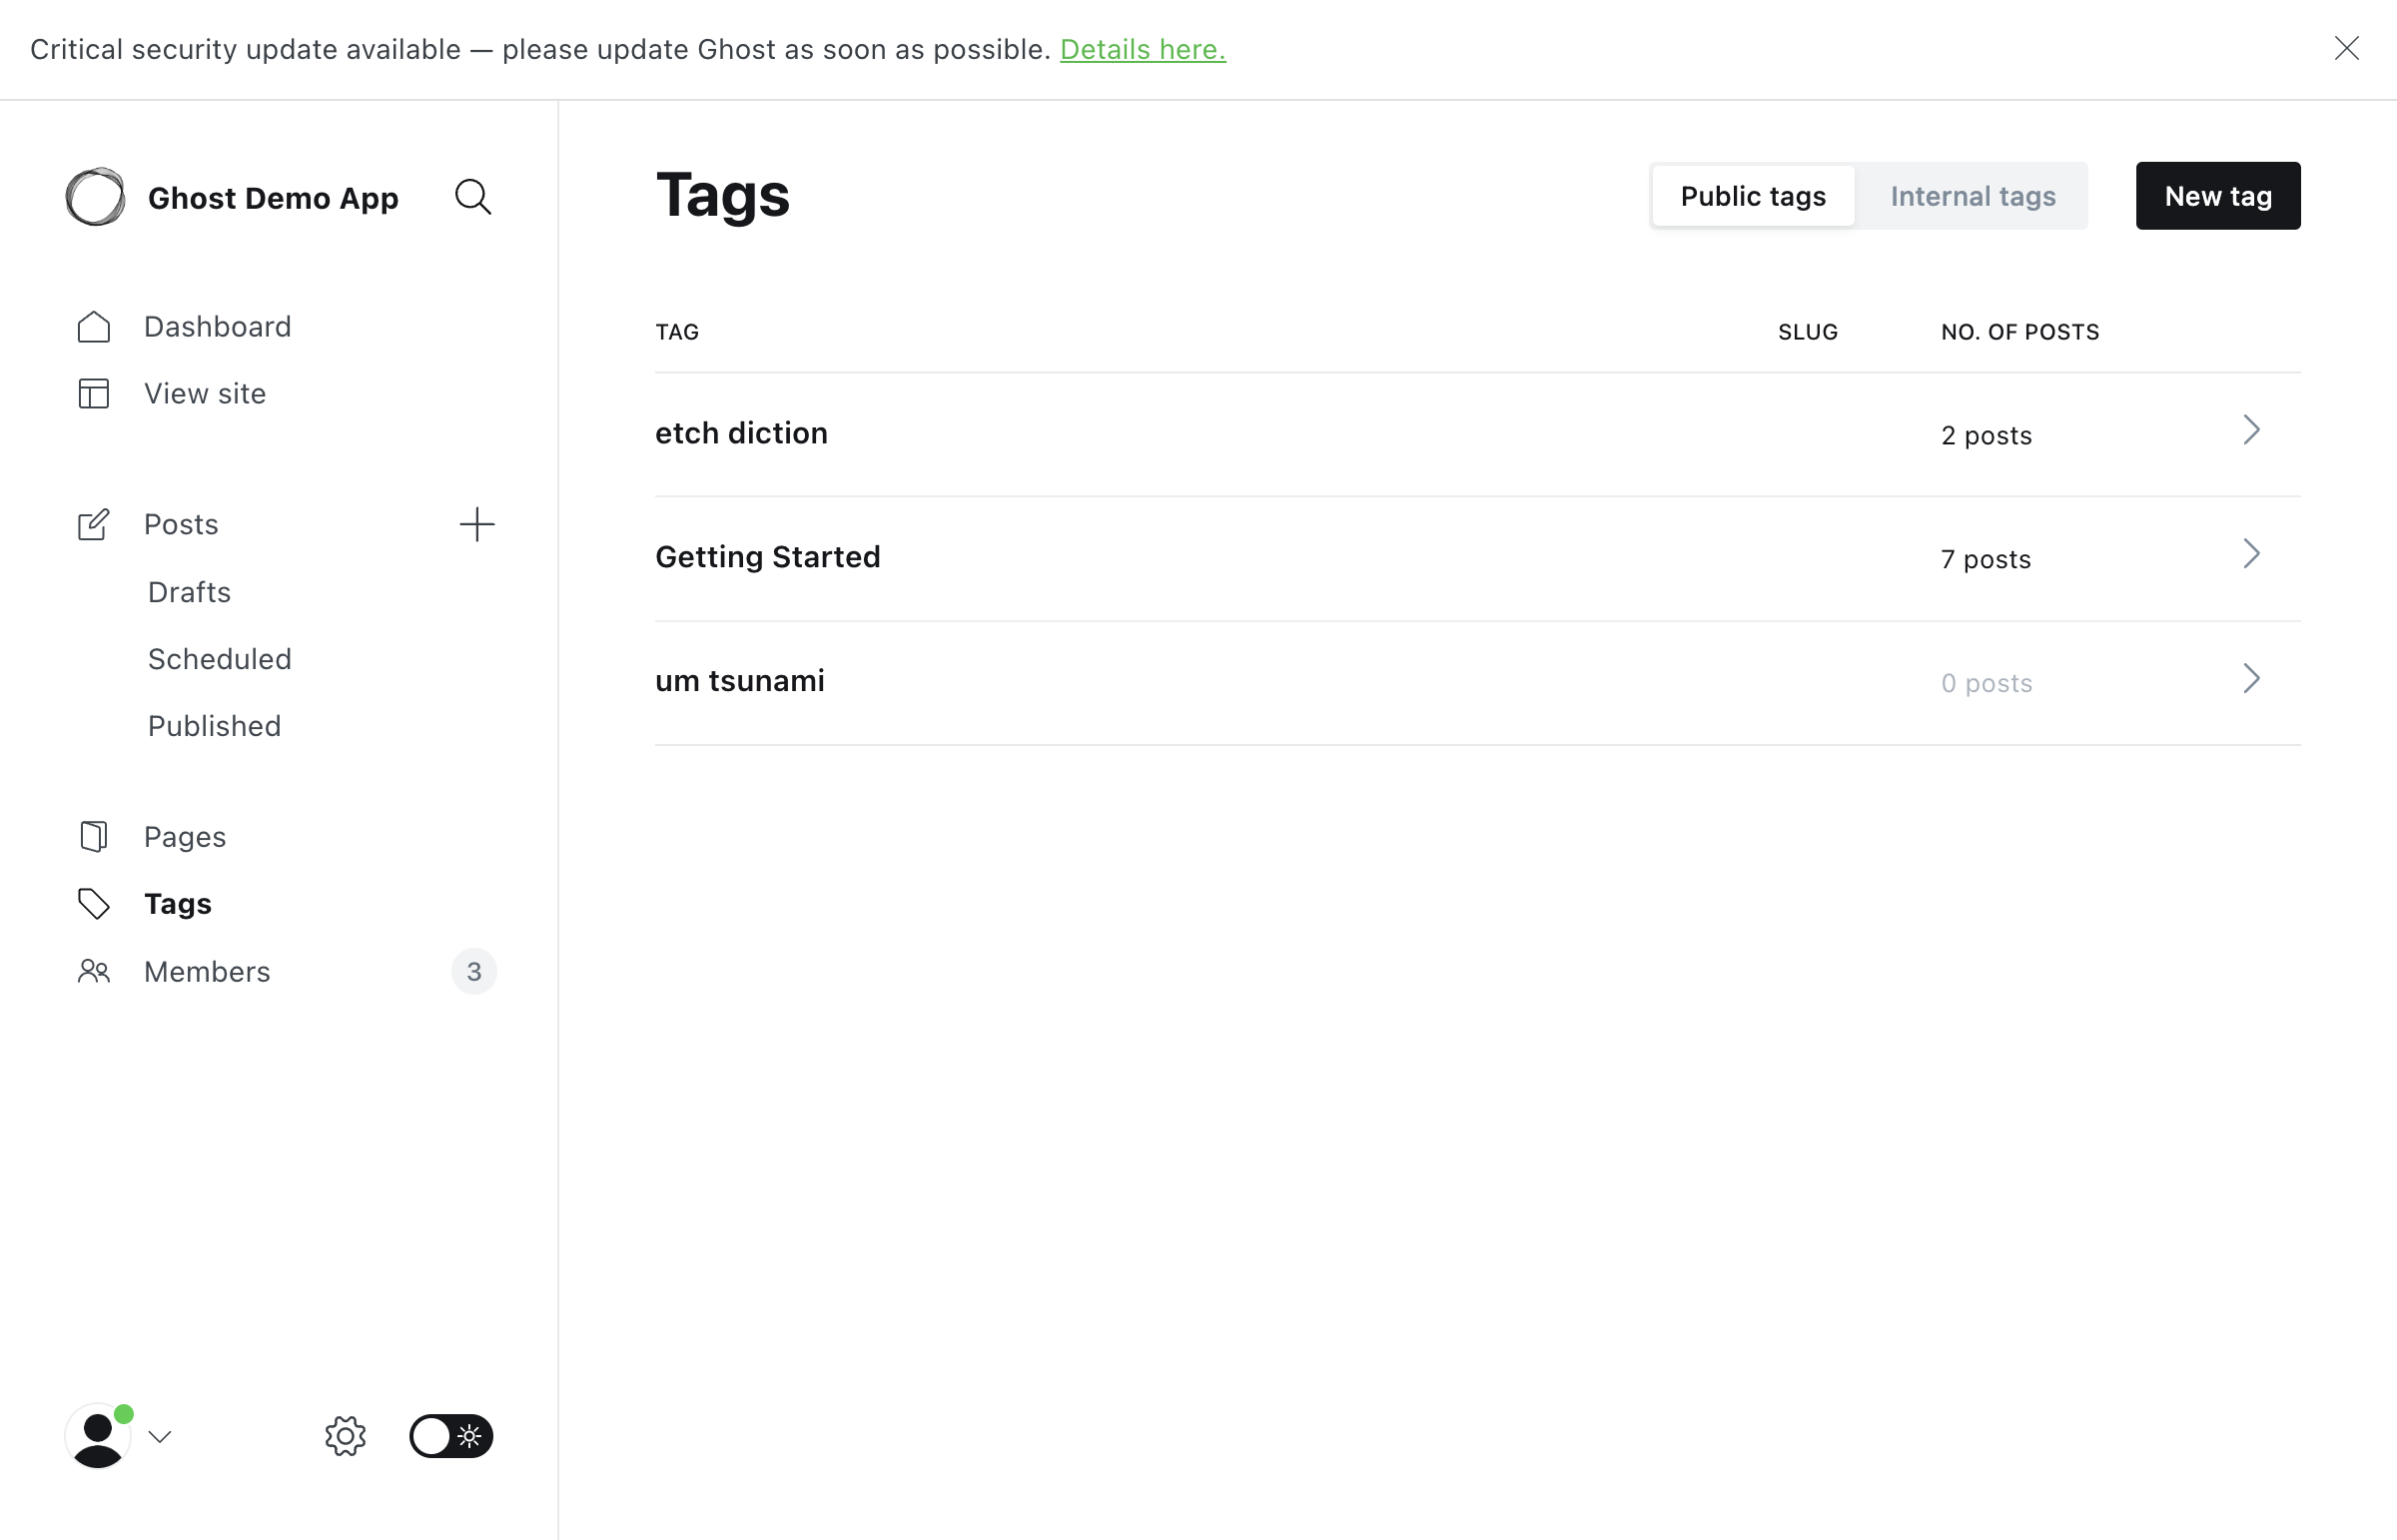 Critical security update available — please update Ghost as soon as possible. Details here.
Ghost Demo App
Dashboard
View site
Posts
Drafts
Scheduled
Published
Pages
Tags
Members 3
Tags
Public tags Internal tags New tag
TAG SLUG NO. OF POSTS
etch diction 2 posts
Getting Started 7 posts
um tsunami 0 posts